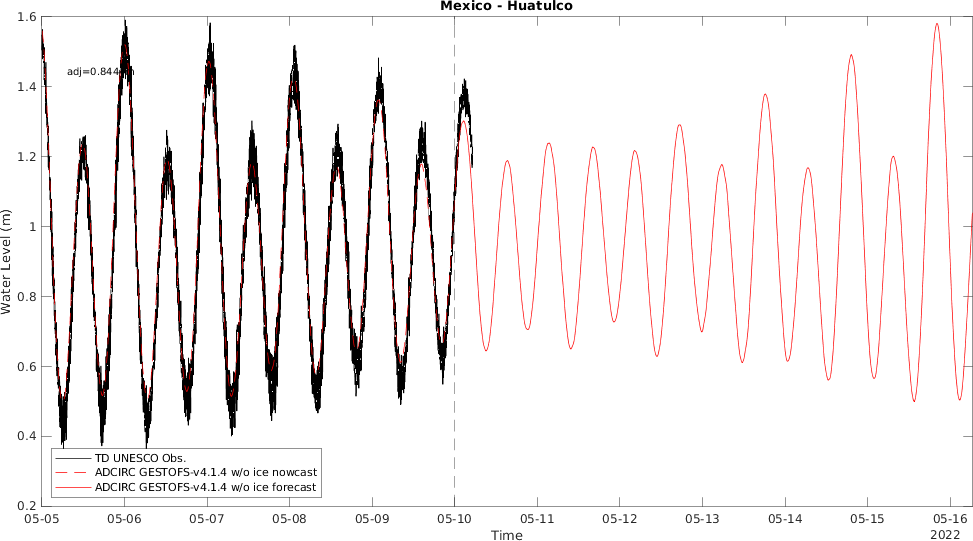 Mexico - Huatulco
1.6
1.4
1.2
1
0.8
0.6
0.4
0.2
Water Level (m)
TD UNESCO Obs.
ADCIRC GESTOFS-v4.1.4 w/o ice nowcast
ADCIRC GESTOFS-v4.1.4 w/o ice forecast
05-05 05-06 05-07 05-08 05-09 05-10 05-11 05-12 05-13 05-14 05-15 05-16
Time
2022